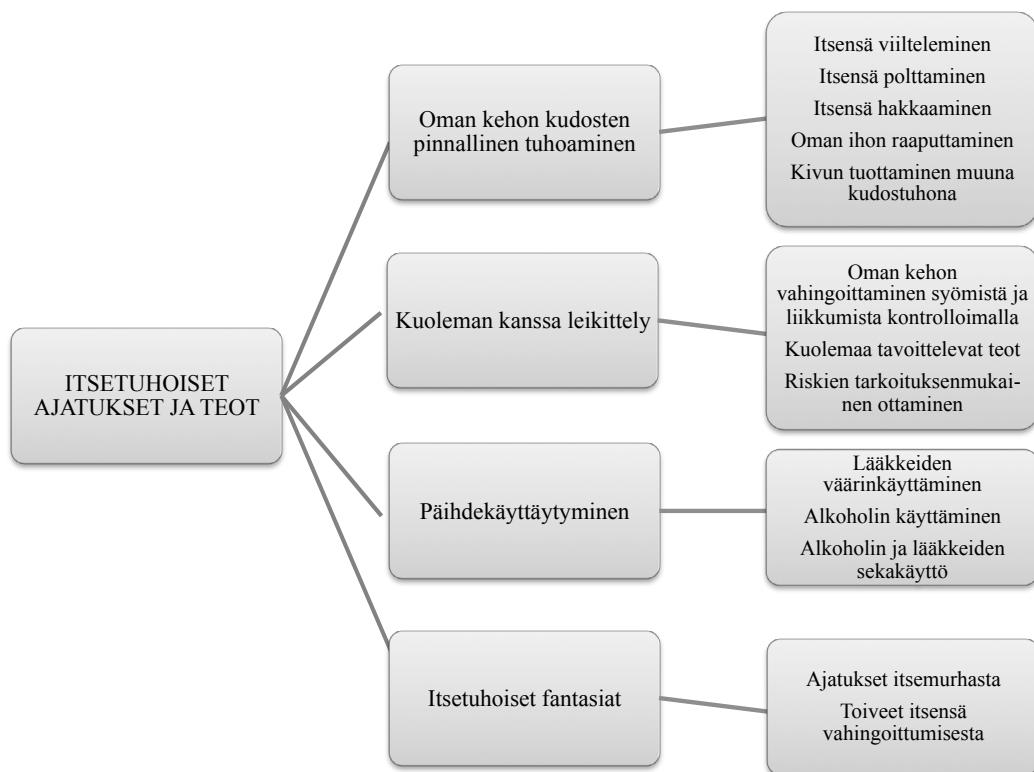 ITSETUHOISET
AJATUKSET JA TEOT
Oman kehon kudosten
pinnallinen tuhoaminen
Itsensä viilteleminen
Itsensä polttaminen
Itsensä hakkaaminen
Oman ihon raaputtaminen
Kivun tuottaminen muuna
kudostuhona
Kuoleman kanssa leikittely
Oman kehon
vahingoittaminen syömistä ja
liikkumista kontrolloimalla
Kuolemaa tavoittelevat teot
Riskien tarkoituksenmukai-
nen ottaminen
Päihdekäyttäytyminen
Lääkkeiden
väärinkäyttäminen
Alkoholin käyttäminen
Alkoholin ja lääkkeiden
sekakäyttö
Itsetuhoiset fantasiat
Ajatukset itsemurhasta
Toiveet itsensä
vahingoittumisesta